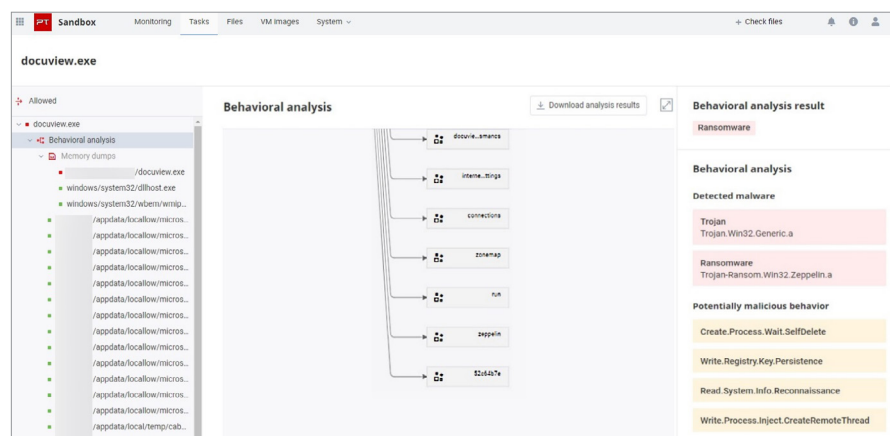 PT Sandbox Monitoring Tasks Files VM Images System + Check files
docuview.exe
Allowed
docuview.exe
Behavioral analysis
Memory dumps
/docuview.exe
windows/system32/dllhost.exe
windows/system32/wbem/wmip...
/appdata/locallow/micros...
/appdata/locallow/micros...
/appdata/locallow/micros...
/appdata/locallow/micros...
/appdata/locallow/micros...
/appdata/locallow/micros...
/appdata/locallow/micros...
/appdata/locallow/micros...
/appdata/locallow/micros...
/appdata/locallow/micros...
/appdata/locallow/micros...
/appdata/locallow/micros...
/appdata/locallow/micros...
/appdata/local/temp/cab...
Behavioral analysis
Download analysis results
docuvie...amancs
interne...ttings
connections
zonemap
run
zeppelin
Behavioral analysis result
Ransomware
Behavioral analysis
Detected malware
Trojan
Trojan.Win32.Generic.a
Ransomware
Trojan-Ransom.Win32.Zeppelin.a
Potentially malicious behavior
Create.Process.Wait.SelfDelete
Write.Registry.Key.Persistence
Read.System.Info.Reconnaissance
Write.Process.Inject.CreateRemoteThread